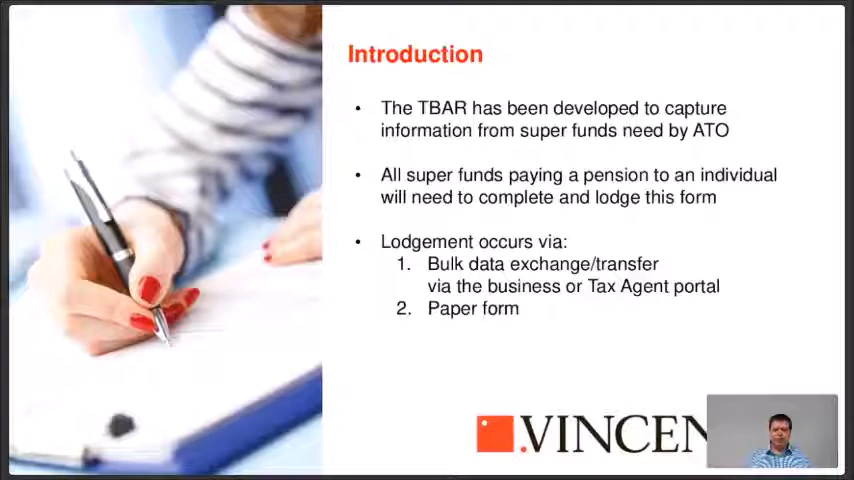 Introduction
• The TBAR has been developed to capture
information from super funds need by ATO
• All super funds paying a pension to an individual
will need to complete and lodge this form
• Lodgement occurs via:
1. Bulk data exchange/transfer
via the business or Tax Agent portal
2. Paper form
.VINCEN